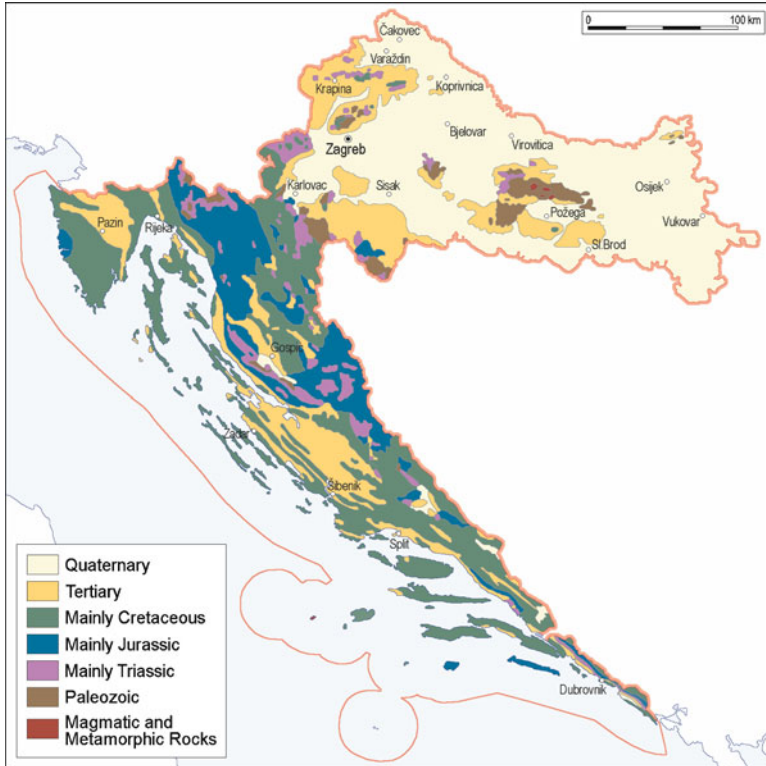 0 100 km
Čakovec
Varaždin
Krapina
Koprivnica
Bjelovar
Virovitica
Zagreb
Karlovac
Sisak
Osijek
Požega
Vukovar
Sl.Brod
Pazin
Rijeka
Gospić
Zadar
Šibenik
Split
Dubrovnik
Quaternary
Tertiary
Mainly Cretaceous
Mainly Jurassic
Mainly Triassic
Paleozoic
Magmatic and
Metamorphic Rocks